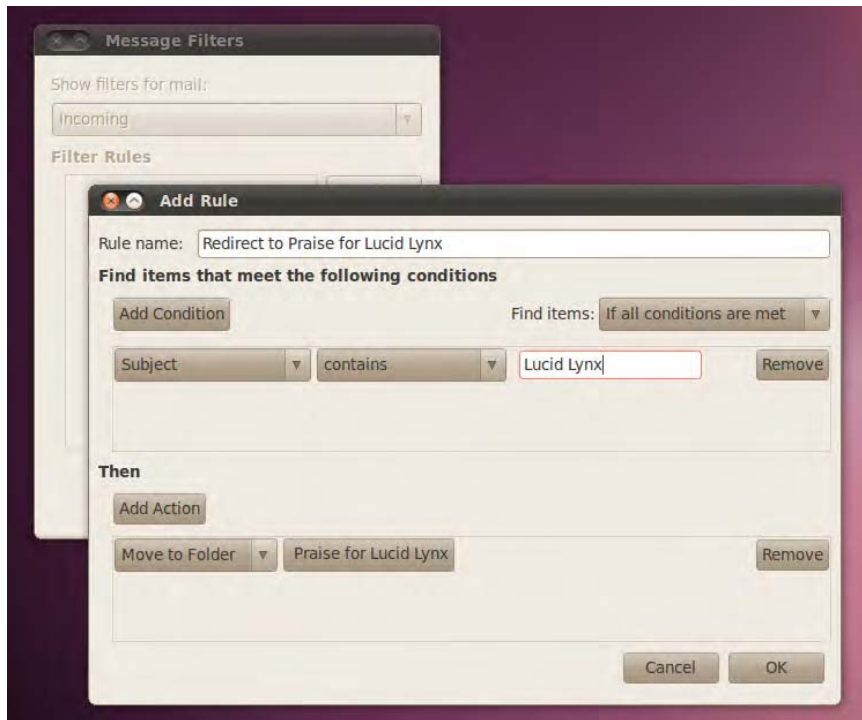 Message Filters
Show filters for mail:
Incoming
Filter Rules
Add Rule
Rule name: Redirect to Praise for Lucid Lynx
Find items that meet the following conditions
Add Condition Find items: If all conditions are met
Subject contains Lucid Lynx Remove
Then
Add Action
Move to Folder Praise for Lucid Lynx Remove
Cancel OK